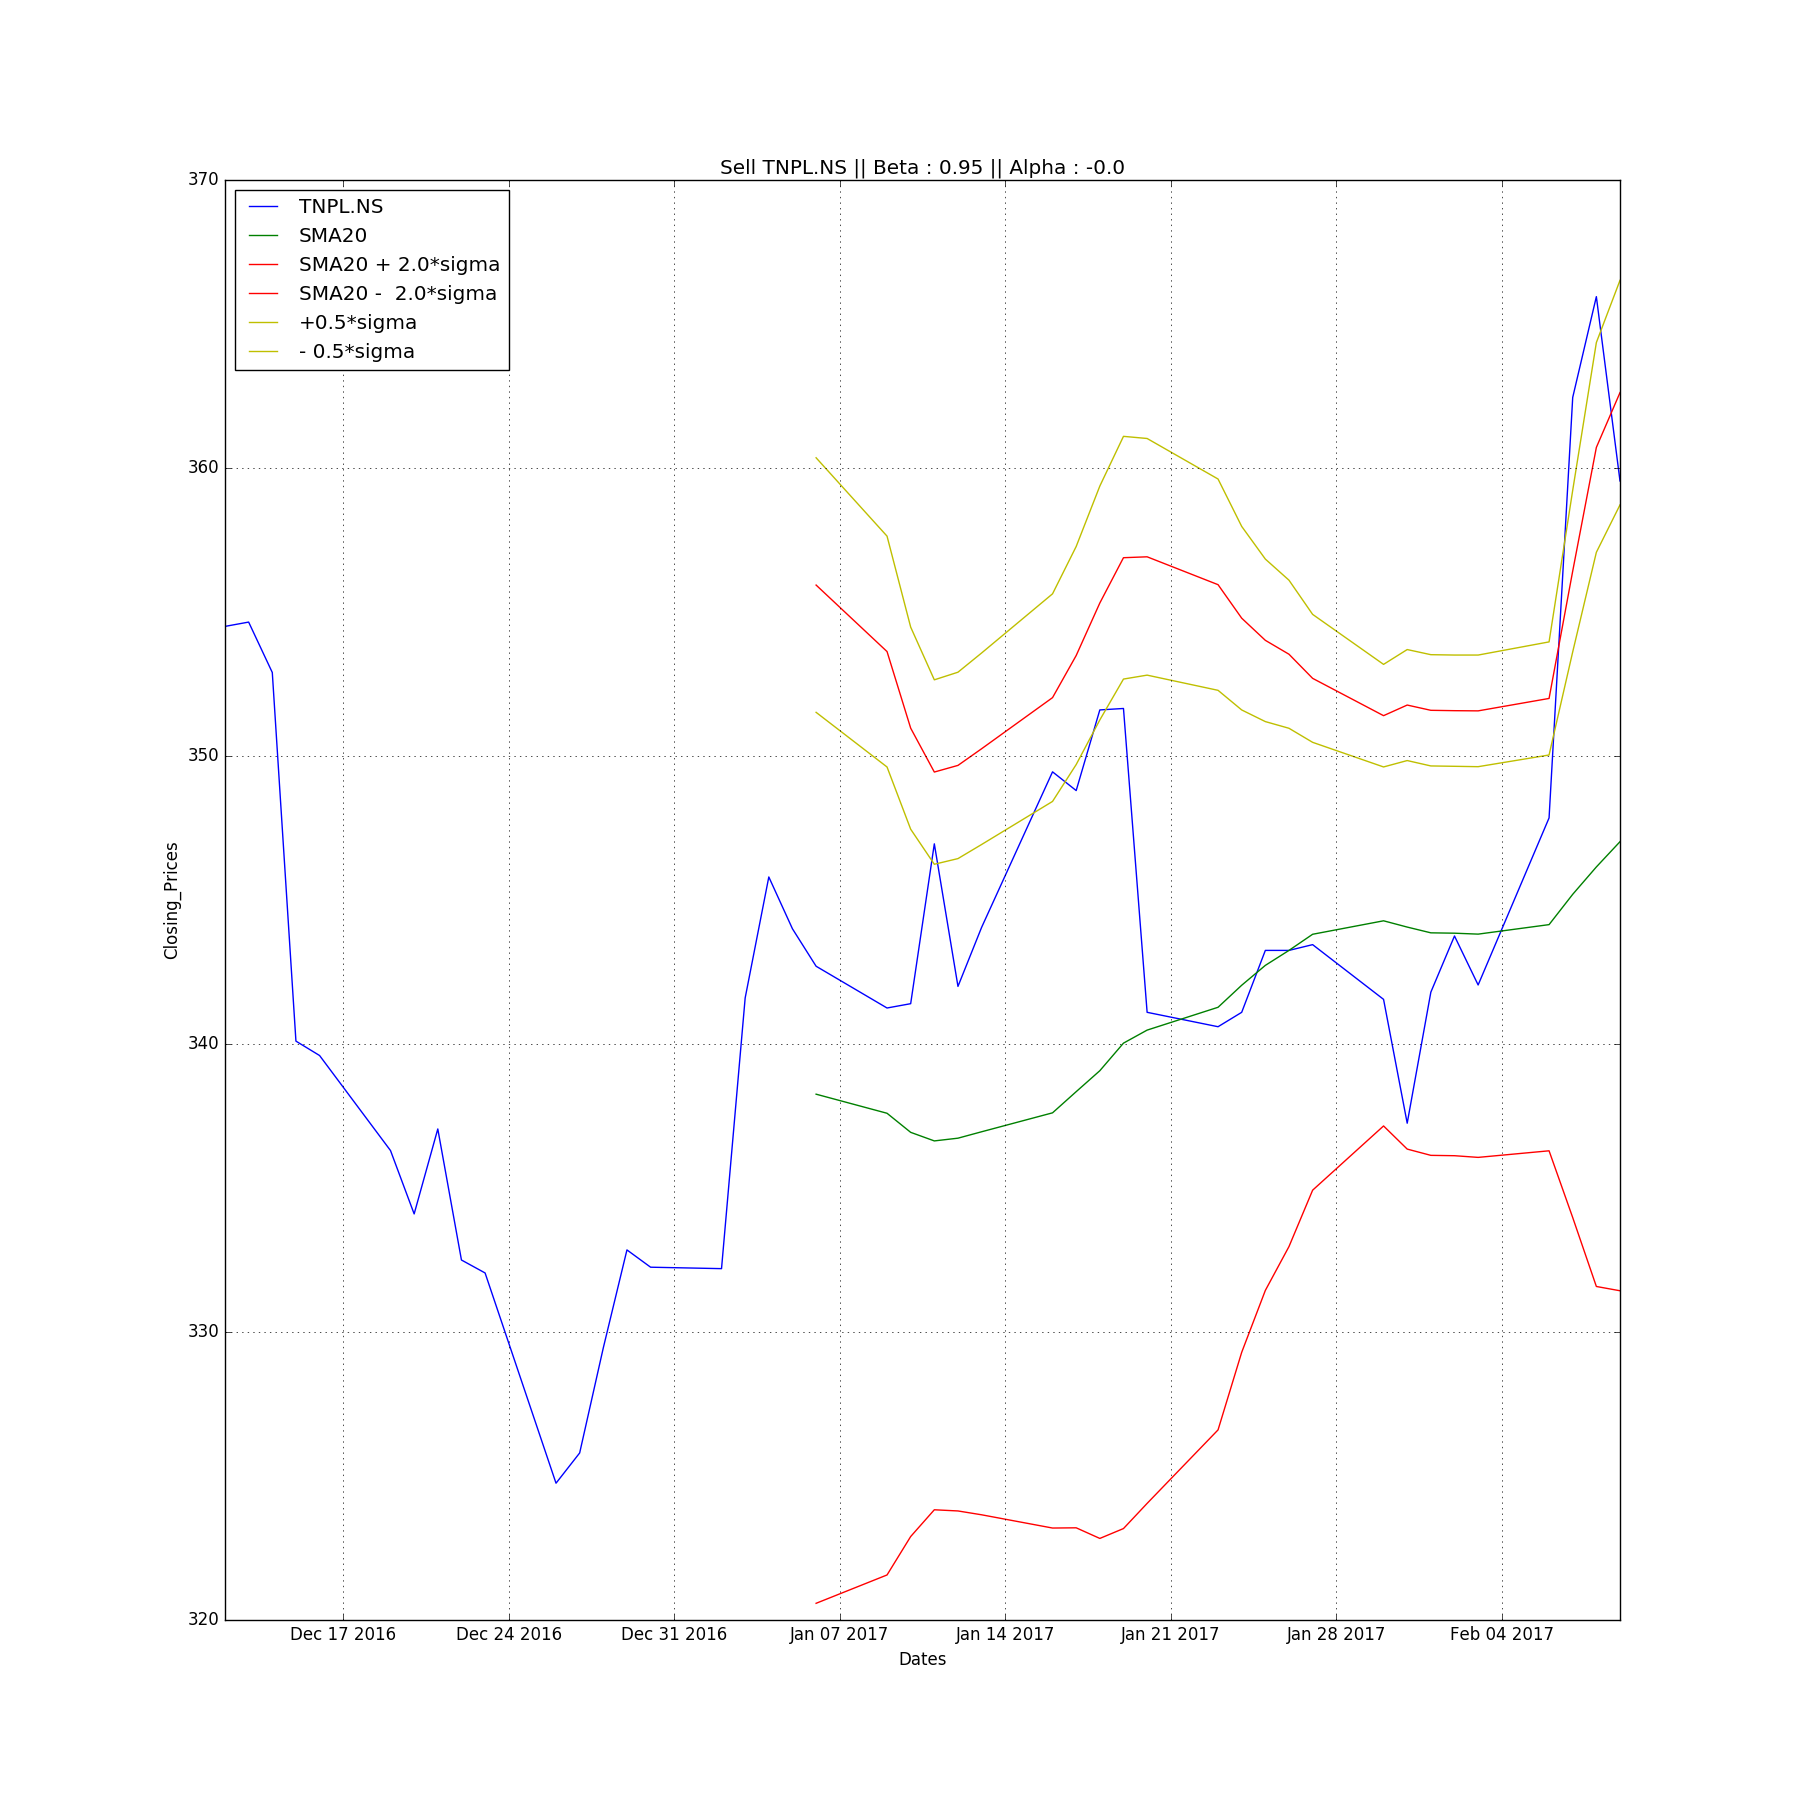 Sell TNPL.NS || Beta : 0.95 || Alpha : -0.0
370
TNPL.NS
SMA20
SMA20 + 2.0*sigma
SMA20 -  2.0*sigma
+0.5*sigma
- 0.5*sigma
360
350
Closing_Prices
340
330
320
Dec 17 2016 Dec 24 2016 Dec 31 2016 Jan 07 2017 Jan 14 2017 Jan 21 2017 Jan 28 2017 Feb 04 2017
Dates